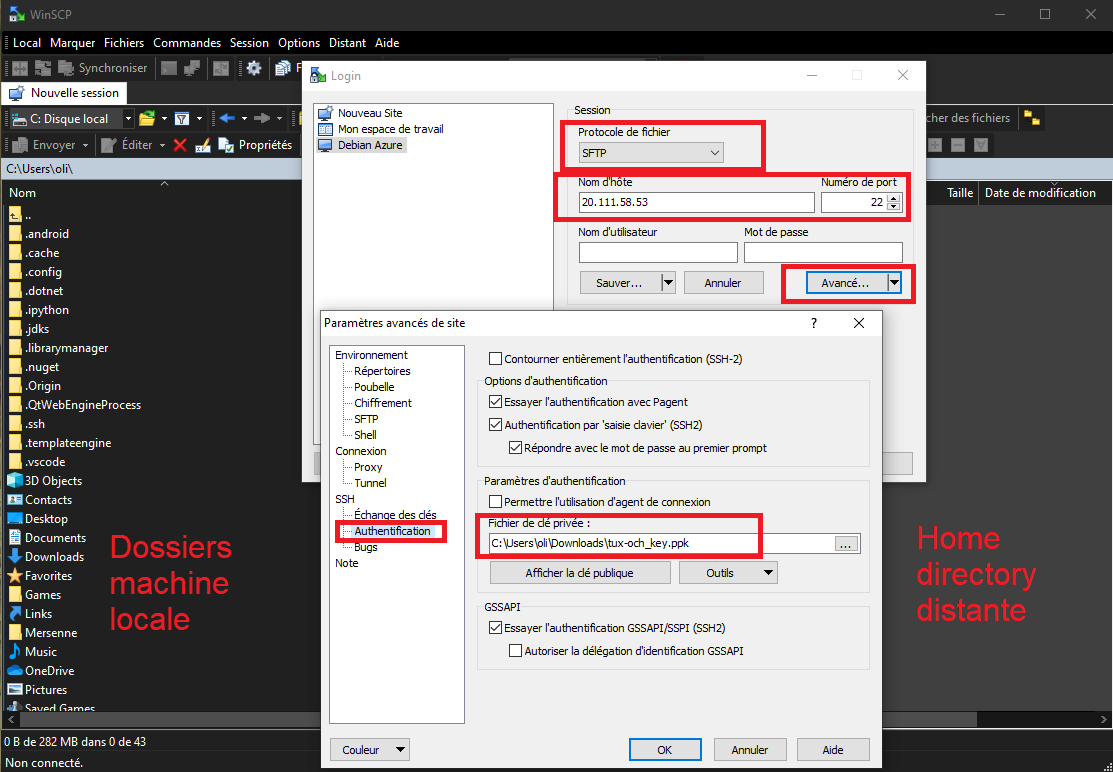 WinSCP
Local Marquer Fichiers Commandes Session Options Distant Aide
Synchroniser
Nouvelle session
C: Disque local
Envoyer Éditer Propriétés
C:\Users\oli\
Nom
..
.android
.cache
.config
.dotnet
.ipython
.jdks
.librarymanager
.nuget
.Origin
.QtWebEngineProcess
.ssh
.templateengine
.vscode
3D Objects
Contacts
Desktop
Documents
Downloads
Favorites
Games
Links
Mersenne
Music
OneDrive
Pictures
Saved Games
0 B de 282 MB dans 0 de 43
Non connecté.
Dossiers
machine
locale
Login
Nouveau Site
Mon espace de travail
Debian Azure
Session
Protocole de fichier
SFTP
Nom d'hôte Numéro de port
20.111.58.53 22
Nom d'utilisateur Mot de passe
Sauver... Annuler Avancé...
Paramètres avancés de site ?
Environnement
Répertoires
Poubelle
Chiffrement
SFTP
Shell
Connexion
Proxy
Tunnel
SSH
Échange des clés
Authentification
Bugs
Note
Contourner entièrement l'authentification (SSH-2)
Options d'authentification
Essayer l'authentification avec Pagent
Authentification par 'saisie clavier' (SSH2)
Répondre avec le mot de passe au premier prompt
Paramètres d'authentification
Permettre l'utilisation d'agent de connexion
Fichier de clé privée :
C:\Users\oli\Downloads\tux-och_key.ppk ...
Afficher la clé publique Outils
GSSAPI
Essayer l'authentification GSSAPI/SSPI (SSH2)
Autoriser la délégation d'identification GSSAPI
Couleur OK Annuler Aide
cher des fichiers
Taille Date de modification
Home
directory
distante